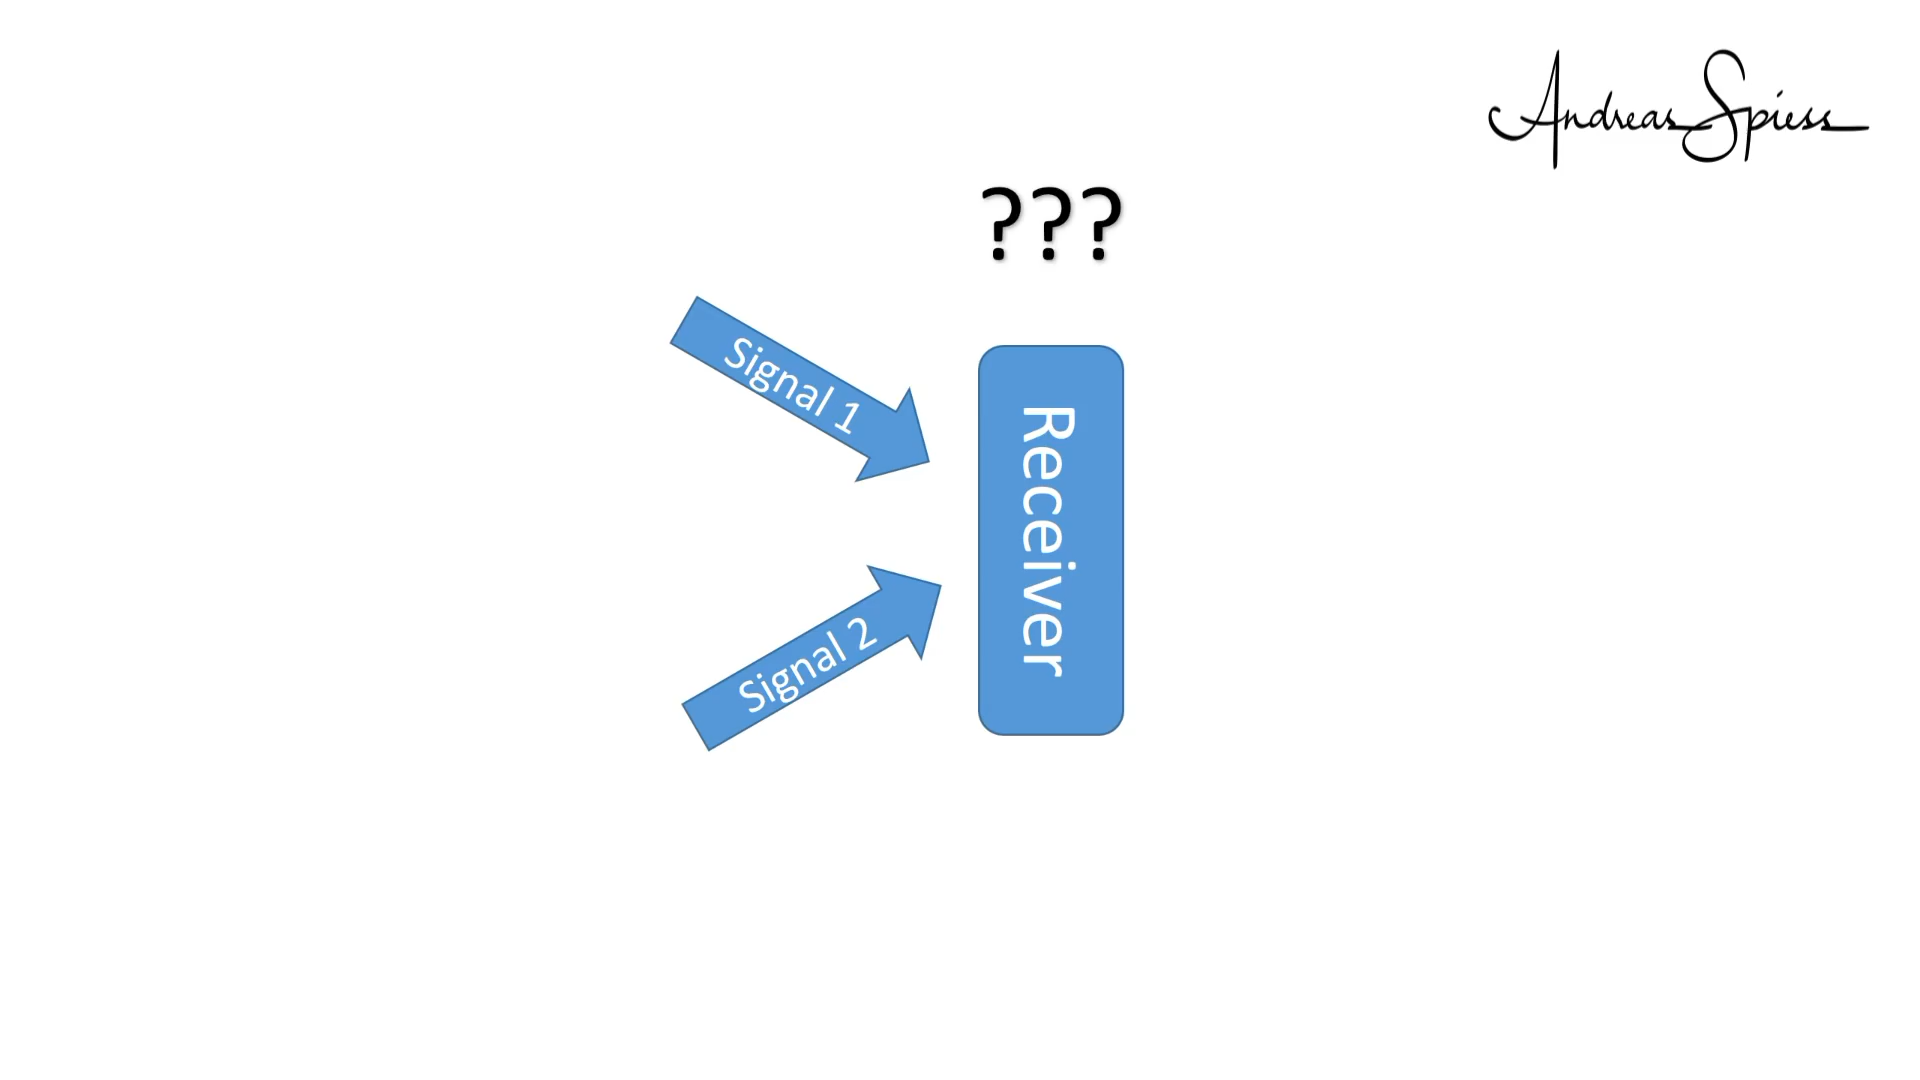 Andreas Spiess
???
Signal 1
Receiver
Signal 2